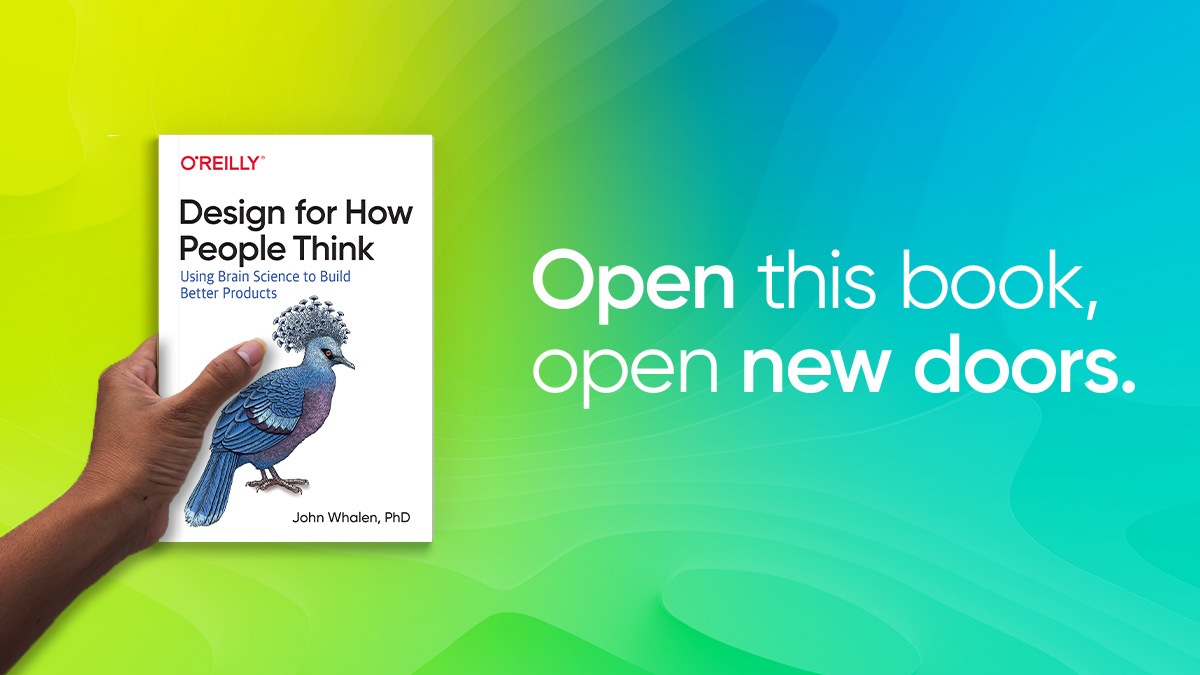 O'REILLY®
Design for How
People Think
Using Brain Science to Build
Better Products
John Whalen, PhD
Open this book,
open new doors.